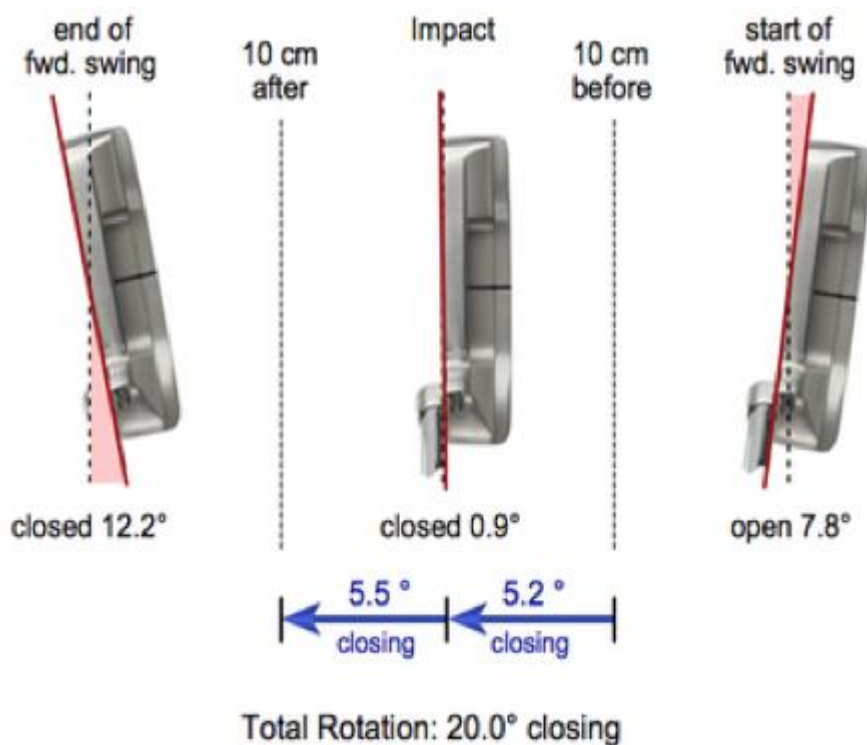 end of
fwd. swing
10 cm
after
Impact
10 cm
before
start of
fwd. swing
closed 12.2°
closed 0.9°
open 7.8°
5.5 °
closing
5.2 °
closing
Total Rotation: 20.0° closing